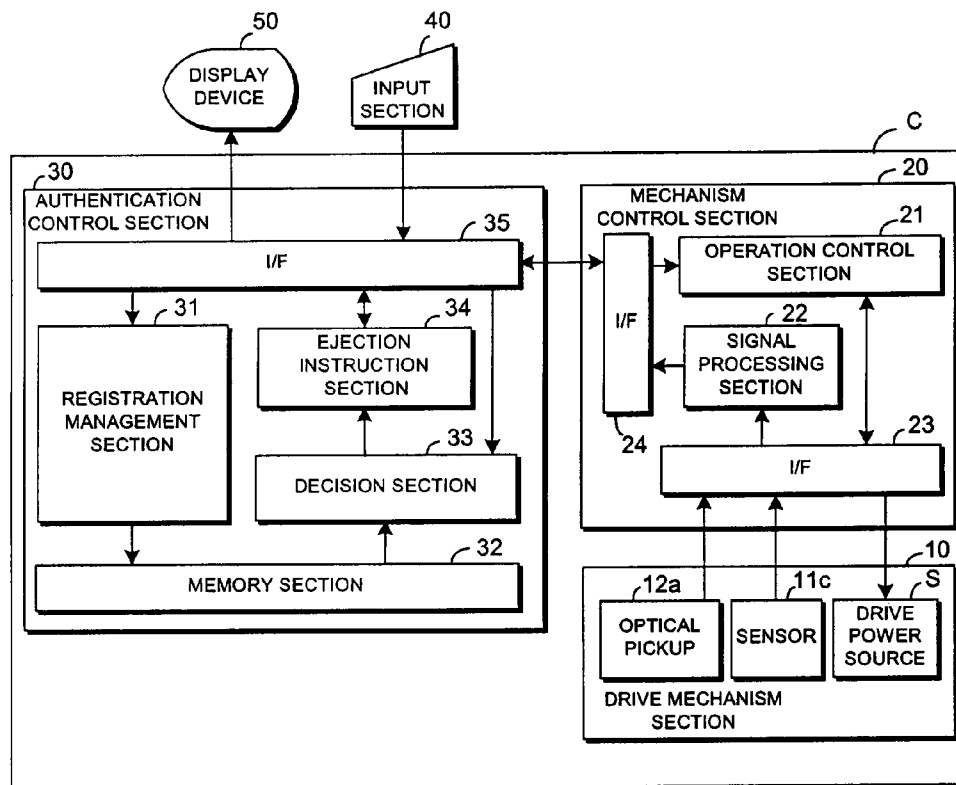 50
DISPLAY
DEVICE
40
INPUT
SECTION
C
30
AUTHENTICATION
CONTROL SECTION
35
I/F
31
REGISTRATION
MANAGEMENT
SECTION
34
EJECTION
INSTRUCTION
SECTION
33
DECISION SECTION
32
MEMORY SECTION
20
MECHANISM
CONTROL SECTION
21
OPERATION CONTROL
SECTION
I/F
24
22
SIGNAL
PROCESSING
SECTION
23
I/F
10
12a
OPTICAL
PICKUP
11c
SENSOR
S
DRIVE
POWER
SOURCE
DRIVE MECHANISM
SECTION